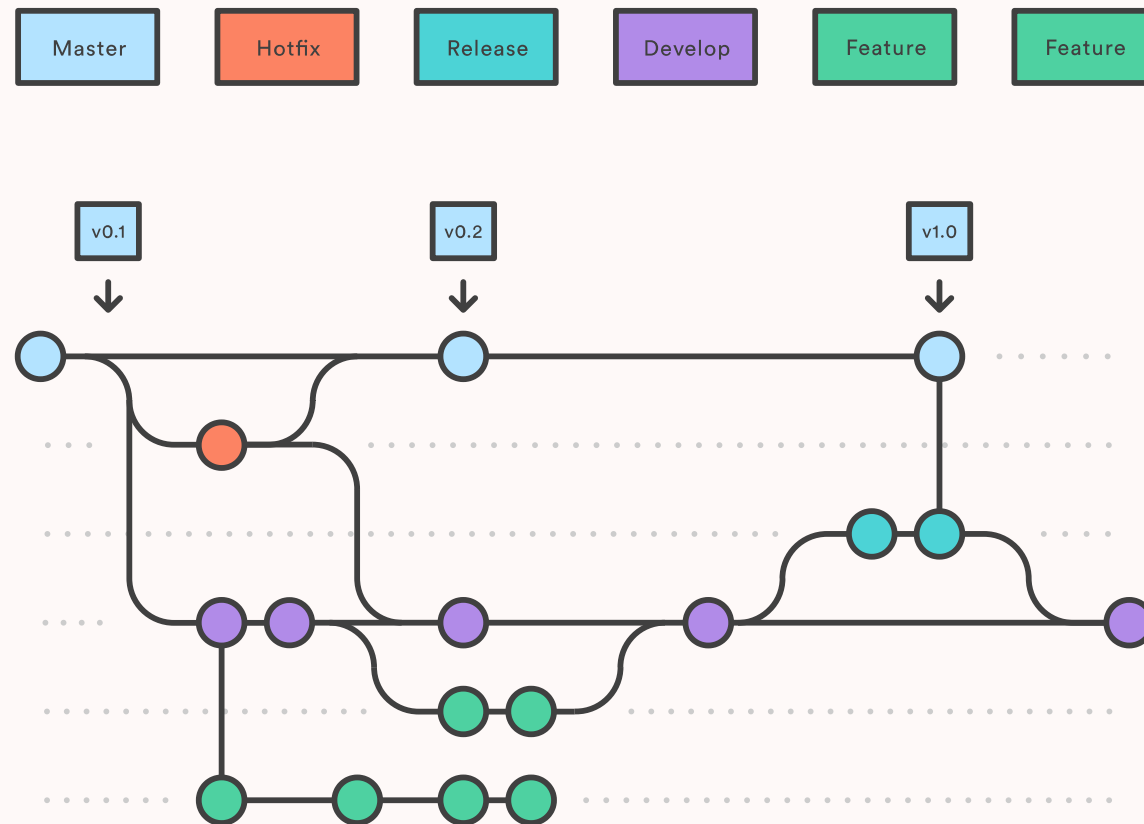 Master
Hotfix
Release
Develop
Feature
Feature
v0.1
v0.2
v1.0